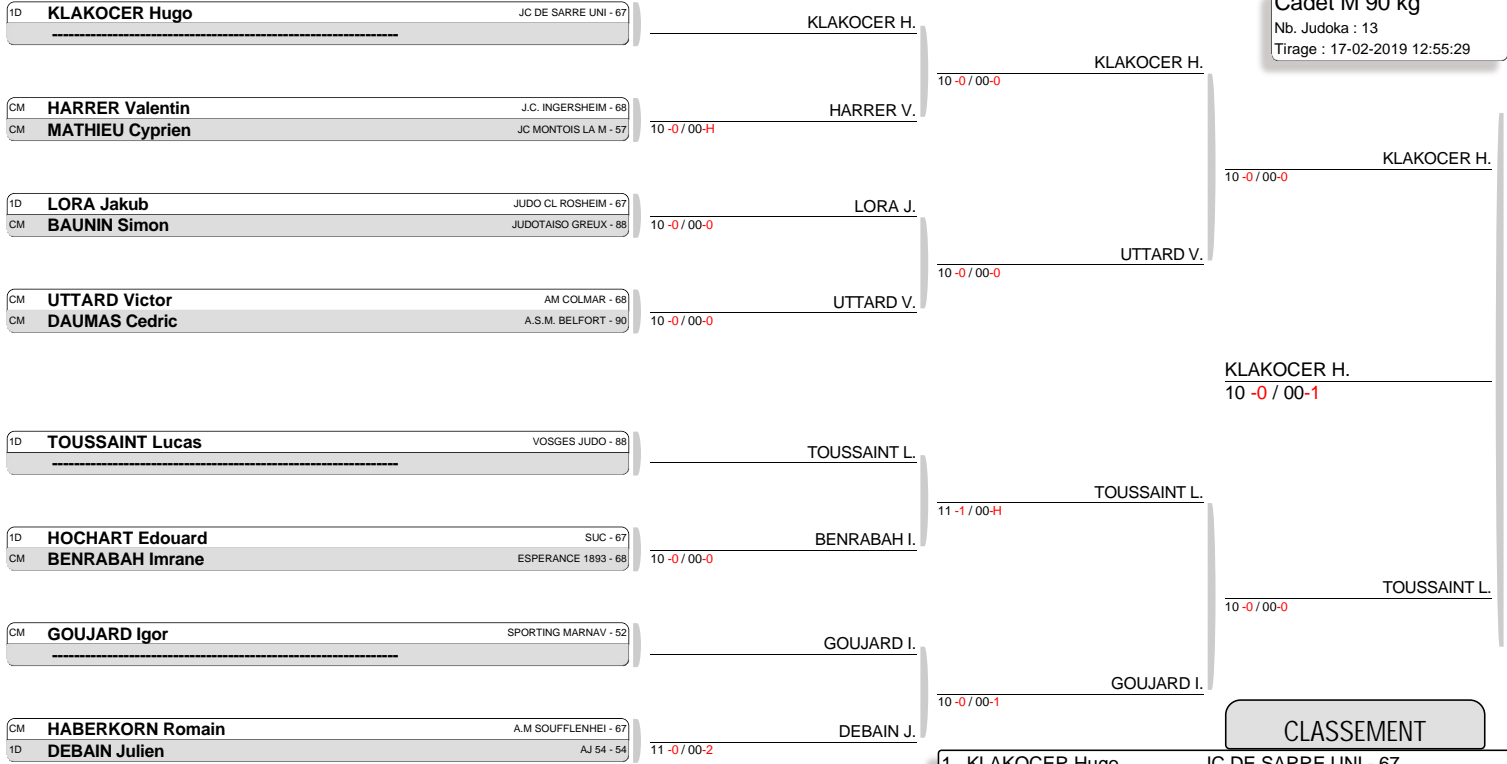 Cadet M 90 kg
Nb. Judoka : 13
Tirage : 17-02-2019 12:55:29
1D KLAKOCER Hugo JC DE SARRE UNI - 67
----------------------------------------------------------------
CM HARRER Valentin J.C. INGERSHEIM - 68
CM MATHIEU Cyprien JC MONTOIS LA M - 57
1D LORA Jakub JUDO CL ROSHEIM - 67
CM BAUNIN Simon JUDOTAISO GREUX - 88
CM UTTARD Victor AM COLMAR - 68
CM DAUMAS Cedric A.S.M. BELFORT - 90
1D TOUSSAINT Lucas VOSGES JUDO - 88
----------------------------------------------------------------
1D HOCHART Edouard SUC - 67
CM BENRABAH Imrane ESPERANCE 1893 - 68
CM GOUJARD Igor SPORTING MARNAV - 52
----------------------------------------------------------------
CM HABERKORN Romain A.M SOUFFLENHEI - 67
1D DEBAIN Julien AJ 54 - 54
KLAKOCER H.
HARRER V.
10 -0 / 00-H
LORA J.
10 -0 / 00-0
UTTARD V.
10 -0 / 00-0
TOUSSAINT L.
BENRABAH I.
10 -0 / 00-0
GOUJARD I.
DEBAIN J.
11 -0 / 00-2
KLAKOCER H.
10 -0 / 00-0
UTTARD V.
10 -0 / 00-0
TOUSSAINT L.
11 -1 / 00-H
GOUJARD I.
10 -0 / 00-1
KLAKOCER H.
10 -0 / 00-0
KLAKOCER H.
10 -0 / 00-1
TOUSSAINT L.
10 -0 / 00-0
CLASSEMENT
1 KLAKOCER Hugo JC DE SARRE UNI - 67